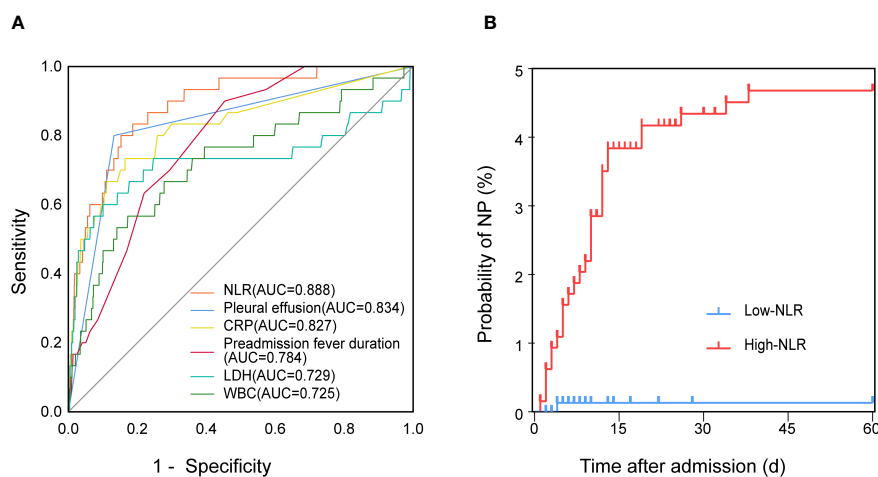 A
Sensitivity
1.0
0.8
0.6
0.4
0.2
0.0
NLR(AUC=0.888)
Pleural effusion(AUC=0.834)
CRP(AUC=0.827)
Preadmission fever duration
(AUC=0.784)
LDH(AUC=0.729)
WBC(AUC=0.725)
0.0 0.2 0.4 0.6 0.8 1.0
1 - Specificity
B
Probability of NP (%)
5
4
3
2
1
0
Low-NLR
High-NLR
0 15 30 45 60
Time after admission (d)